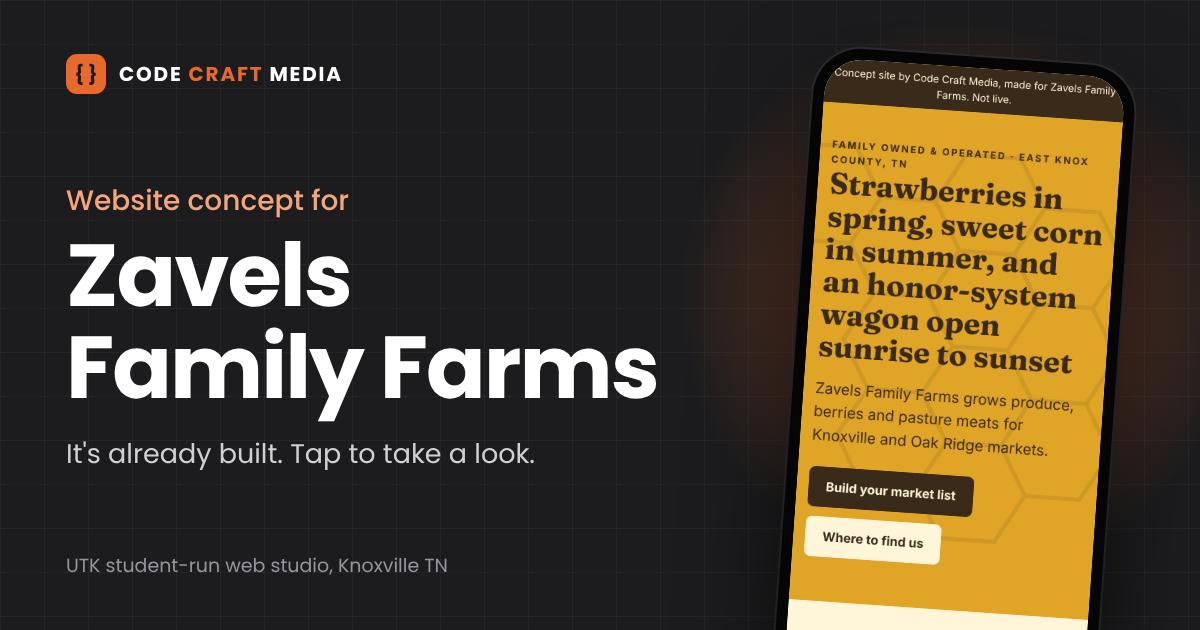 { } CODE CRAFT MEDIA
Website concept for
Zavels
Family Farms
It's already built. Tap to take a look.
UTK student-run web studio, Knoxville TN
Concept site by Code Craft Media, made for Zavels Family
Farms. Not live.
FAMILY OWNED & OPERATED · EAST KNOX
COUNTY, TN
Strawberries in
spring, sweet corn
in summer, and
an honor-system
wagon open
sunrise to sunset
Zavels Family Farms grows produce,
berries and pasture meats for
Knoxville and Oak Ridge markets.
Build your market list
Where to find us